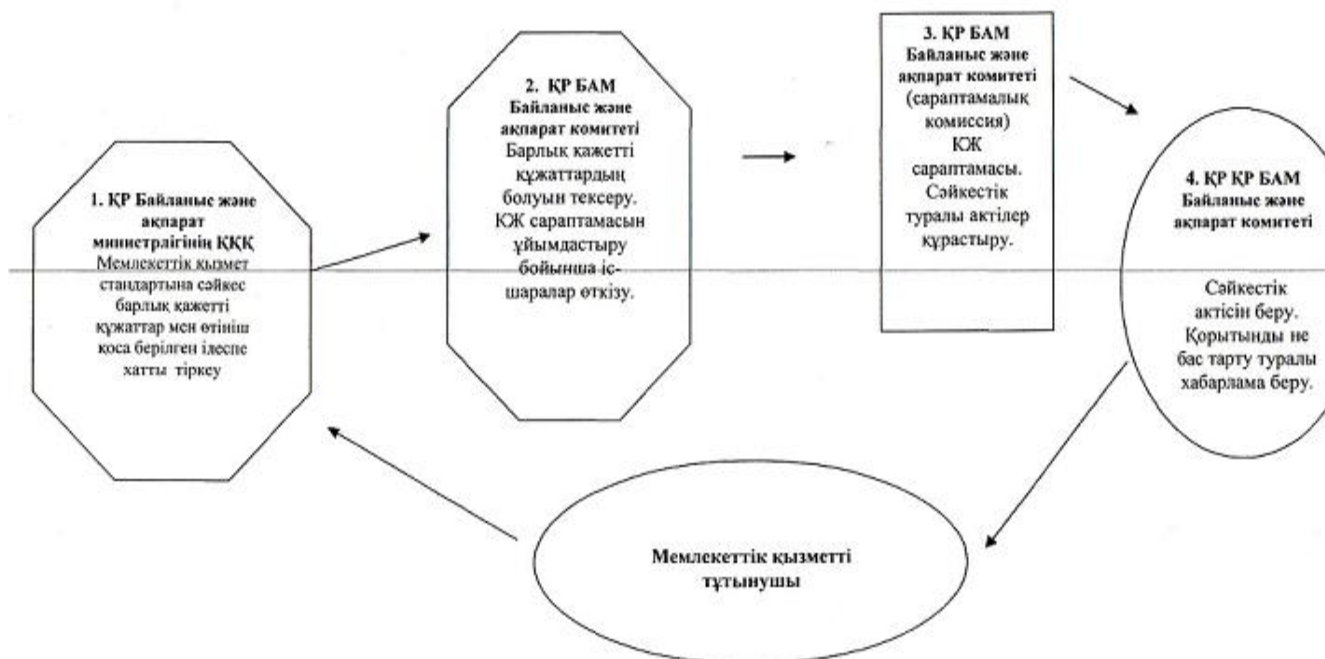 1. ҚР Байланыс және
ақпарат
министрлігінің ҚҚҚ
Мемлекеттік қызмет
стандартына сәйкес
барлық қажетті
құжаттар мен өтініш
қоса берілген ілеспе
хатты тіркеу
2. ҚР БАМ
Байланыс және
ақпарат комитеті
Барлық қажетті
құжаттардың
болуын тексеру.
КЖ сараптамасын
ұйымдастыру
бойынша іс-
шаралар өткізу.
3. ҚР БАМ
Байланыс және
ақпарат комитеті
(сараптамалық
комиссия)
КЖ
сараптамасы.
Сәйкестік
туралы актілер
құрастыру.
4. ҚР ҚР БАМ
Байланыс және
ақпарат комитеті
Сәйкестік
актісін беру.
Қорытынды не
бас тарту туралы
хабарлама беру.
Мемлекеттік қызметті
тұтынушы